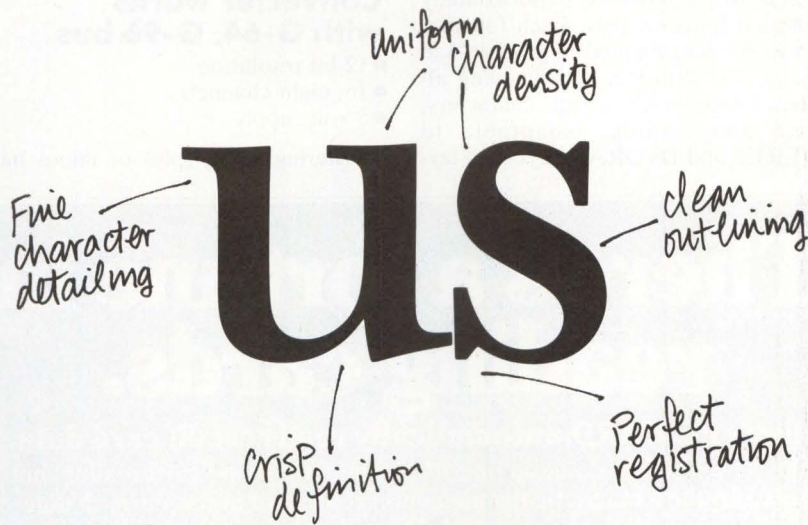 Uniform
character
density
us
Fine
character
detailing
clean
outlining
crisp
definition
Perfect
registration